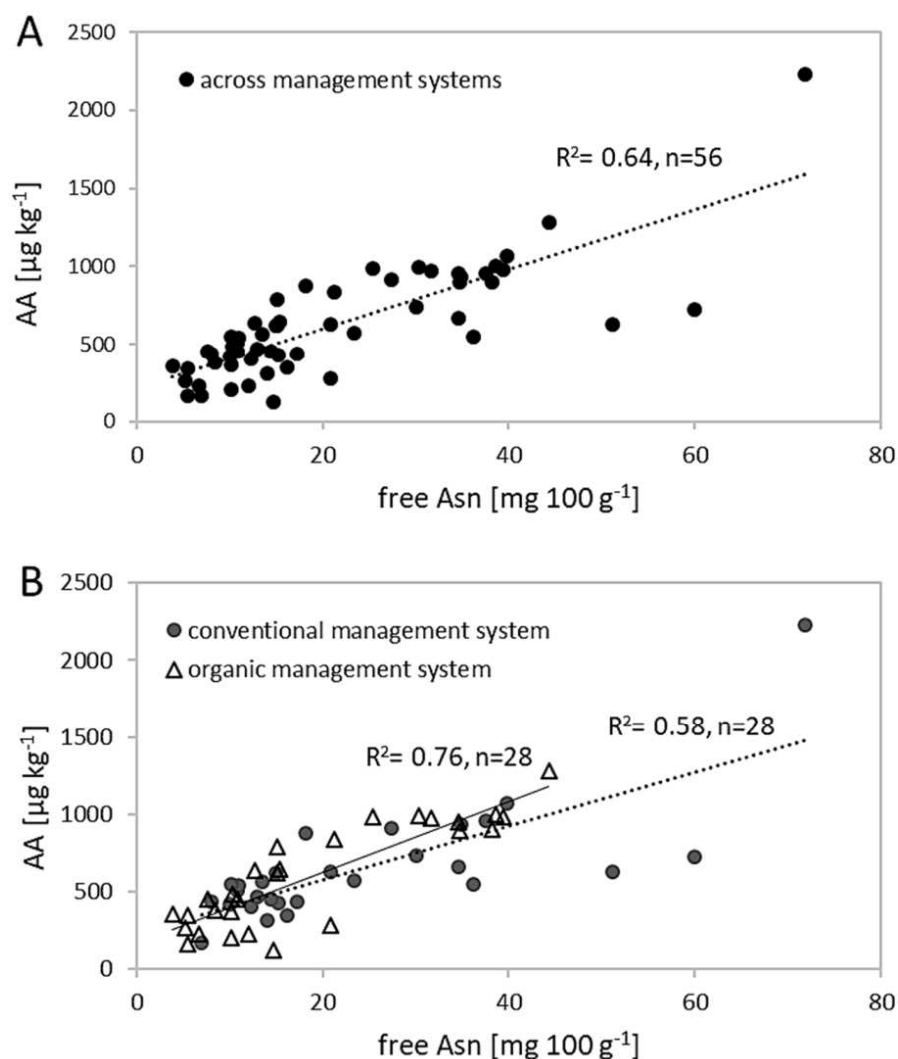 A
2500
2000
1500
1000
500
0
AA [µg kg⁻¹]
across management systems
R²= 0.64, n=56
0 20 40 60 80
free Asn [mg 100 g⁻¹]
B
2500
2000
1500
1000
500
0
AA [µg kg⁻¹]
conventional management system
organic management system
R²= 0.76, n=28
R²= 0.58, n=28
0 20 40 60 80
free Asn [mg 100 g⁻¹]